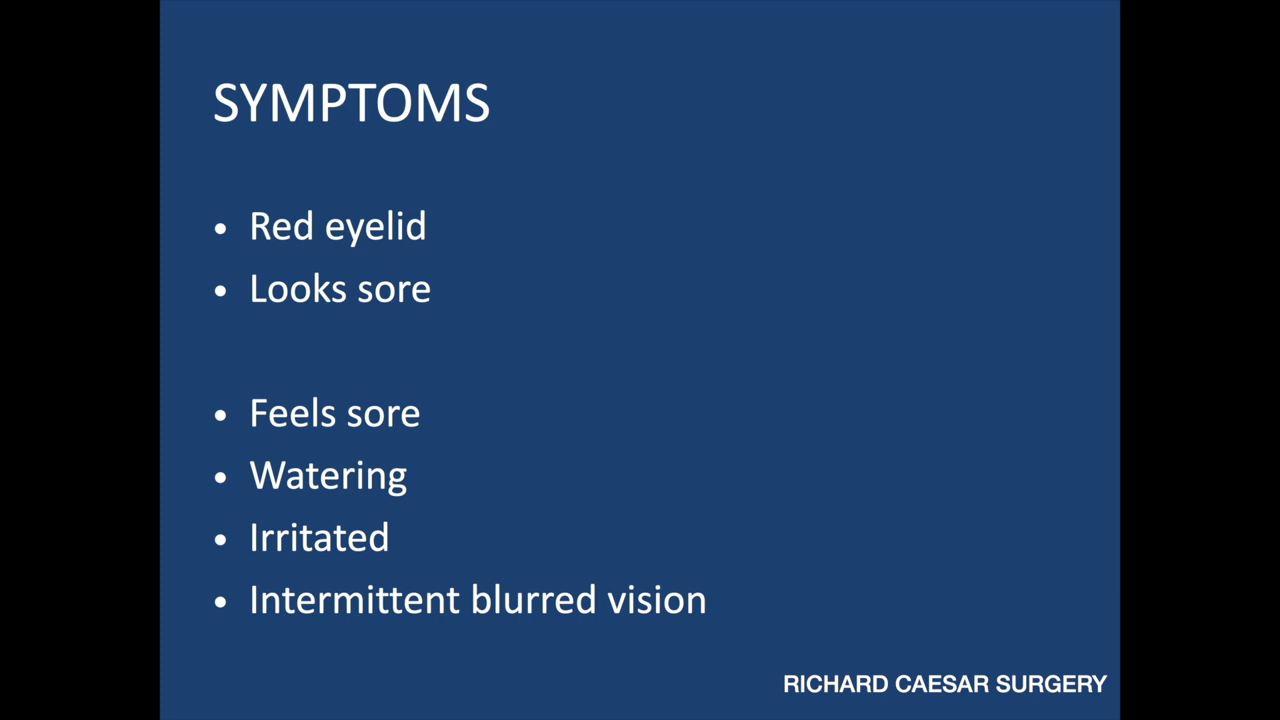 SYMPTOMS
• Red eyelid
• Looks sore
• Feels sore
• Watering
• Irritated
• Intermittent blurred vision
RICHARD CAESAR SURGERY